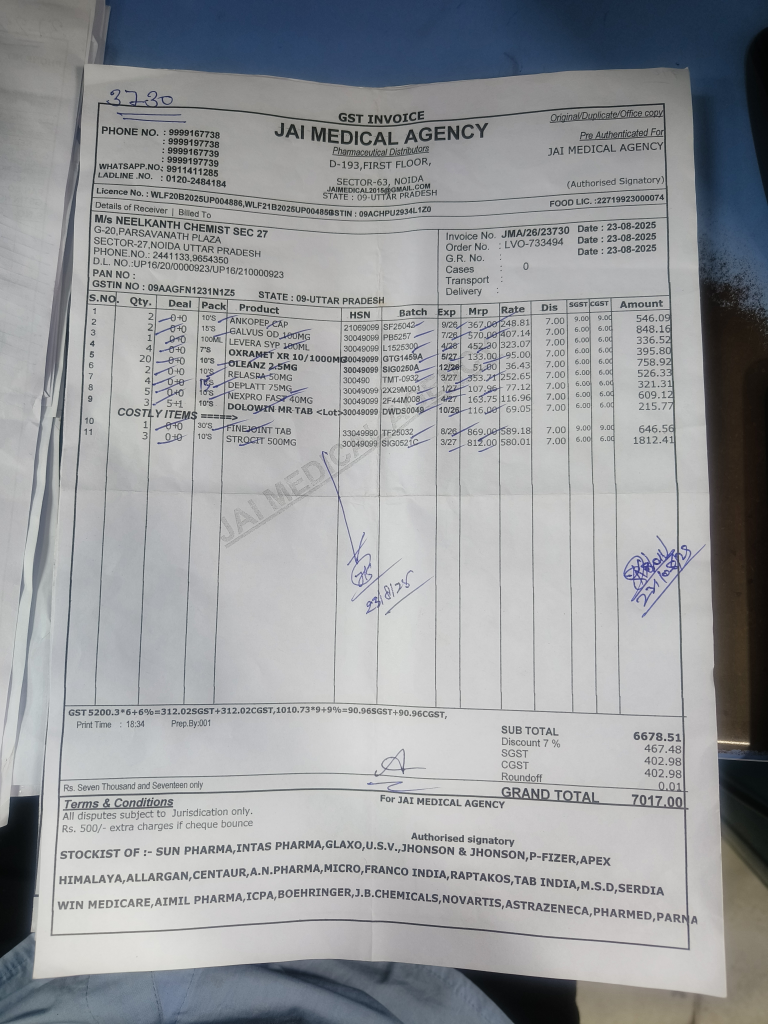 3730
GST INVOICE
Original/Duplicate/Office copy
JAI MEDICAL AGENCY
Pharmaceutical Distributors
D-193,FIRST FLOOR,
SECTOR-63, NOIDA
JAIMEDICAL2015@GMAIL.COM
STATE : 09-UTTAR PRADESH
PHONE NO. : 9999167738
: 9999197738
: 9999167739
: 9999197739
WHATSAPP.NO: 9911411285
LADLINE .NO. : 0120-2484184
Pre Authenticated For
JAI MEDICAL AGENCY
(Authorised Signatory)
Licence No. : WLF20B2025UP004886,WLF21B2025UP004850 GSTIN : 09ACHPU2934L1Z0
FOOD LIC. :22719923000074
Details of Receiver | Billed To
M/s NEELKANTH CHEMIST SEC 27
G-20,PARSAVANATH PLAZA
SECTOR-27,NOIDA UTTAR PRADESH
PHONE.NO.: 2441133,9654350
D.L. NO.:UP16/20/0000923/UP16/210000923
PAN NO :
GSTIN NO : 09AAGFN1231N1Z5 STATE : 09-UTTAR PRADESH
Invoice No. JMA/26/23730 Date : 23-08-2025
Order No. : LVO-733494 Date : 23-08-2025
G.R. No. : Date : 23-08-2025
Cases : 0
Transport :
Delivery :
S.NO. Qty. Deal Pack Product HSN Batch Exp Mrp Rate Dis SGST CGST Amount
1 2 0+0 10'S ANKOPEP CAP 21069099 SF25042 9/26 367.00 248.81 7.00 9.00 9.00 546.09
2 2 0+0 15'S GALVUS OD 100MG 30049099 PB5257 7/26 570.00 407.14 7.00 6.00 6.00 848.16
3 1 0+0 100ML LEVERA SYP 100ML 30049099 L1525300 4/28 452.30 323.07 7.00 6.00 6.00 336.52
4 4 0+0 7'S OXRAMET XR 10/1000MG 30049099 GTG1459A 5/27 133.00 95.00 7.00 6.00 6.00 395.80
5 20 0+0 10'S OLEANZ 2.5MG 30049099 SIG0250A 12/28 51.00 36.43 7.00 6.00 6.00 758.92
6 2 0+0 10'S RELASPA 50MG 300490 TMT-0932 3/27 353.71 252.65 7.00 6.00 6.00 526.33
7 4 0+0 DEPLATT 75MG 30049099 2X29M001 1/27 107.96 77.12 7.00 6.00 6.00 321.31
8 5 0+0 10'S NEXPRO FAST 40MG 30049099 2F44M008 4/27 163.75 116.96 7.00 6.00 6.00 609.12
9 3 5+1 10'S DOLOWIN MR TAB <Lot> 30049099 DWDS0049 10/26 116.00 69.05 7.00 6.00 6.00 215.77
COSTLY ITEMS =====>
10 1 0+0 30'S FINEJOINT TAB 33049990 TF25032 8/26 869.00 589.18 7.00 9.00 9.00 646.56
11 3 0+0 10'S STROCIT 500MG 30049099 SIG0521C 3/27 812.00 580.01 7.00 6.00 6.00 1812.41
JAI MEDICAL AGENCY
23/8/25
23/08/25
GST 5200.3*6+6%=312.02SGST+312.02CGST,1010.73*9+9%=90.96SGST+90.96CGST,
Print Time : 18:34 Prep.By:001
SUB TOTAL 6678.51
Discount 7 % 467.48
SGST 402.98
CGST 402.98
Roundoff 0.01
GRAND TOTAL 7017.00
Rs. Seven Thousand and Seventeen only
For JAI MEDICAL AGENCY
Terms & Conditions
All disputes subject to Jurisdication only.
Rs. 500/- extra charges if cheque bounce
Authorised signatory
STOCKIST OF :- SUN PHARMA,INTAS PHARMA,GLAXO,U.S.V.,JHONSON & JHONSON,P-FIZER,APEX
HIMALAYA,ALLARGAN,CENTAUR,A.N.PHARMA,MICRO,FRANCO INDIA,RAPTAKOS,TAB INDIA,M.S.D,SERDIA
WIN MEDICARE,AIMIL PHARMA,ICPA,BOEHRINGER,J.B.CHEMICALS,NOVARTIS,ASTRAZENECA,PHARMED,PARNA